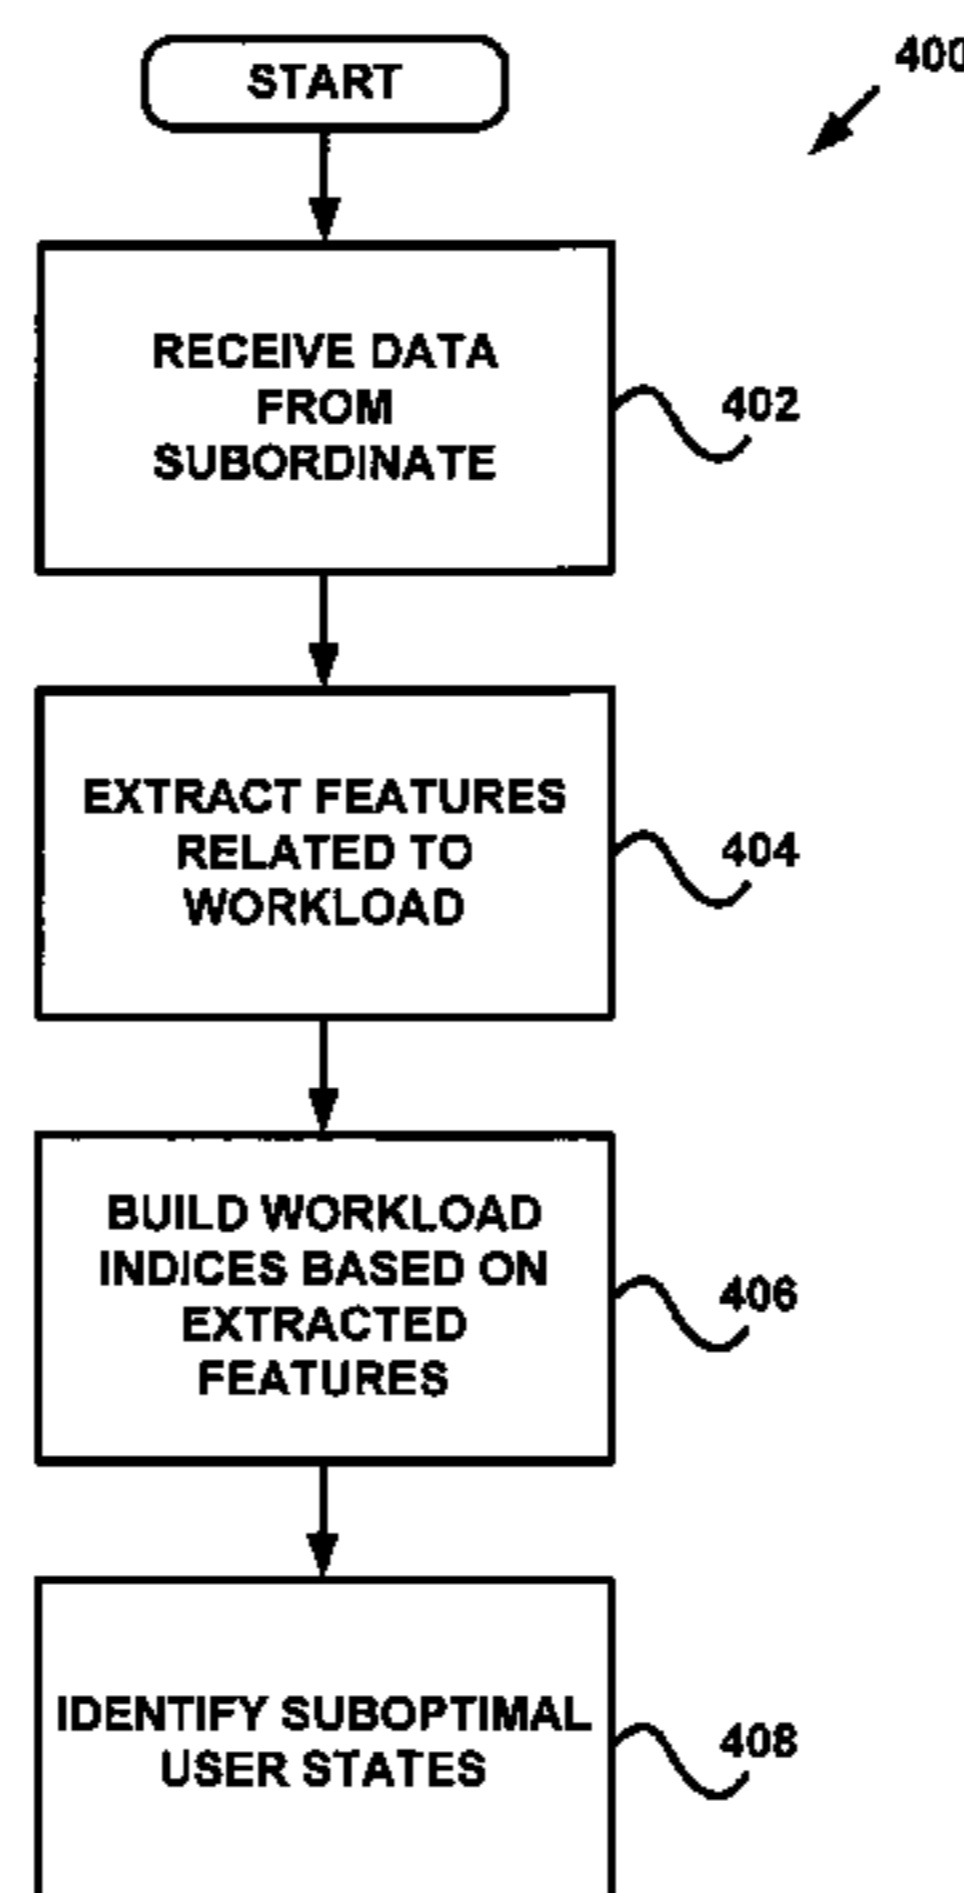 START
400
RECEIVE DATA
FROM
SUBORDINATE
402
EXTRACT FEATURES
RELATED TO
WORKLOAD
404
BUILD WORKLOAD
INDICES BASED ON
EXTRACTED
FEATURES
406
IDENTIFY SUBOPTIMAL
USER STATES
408